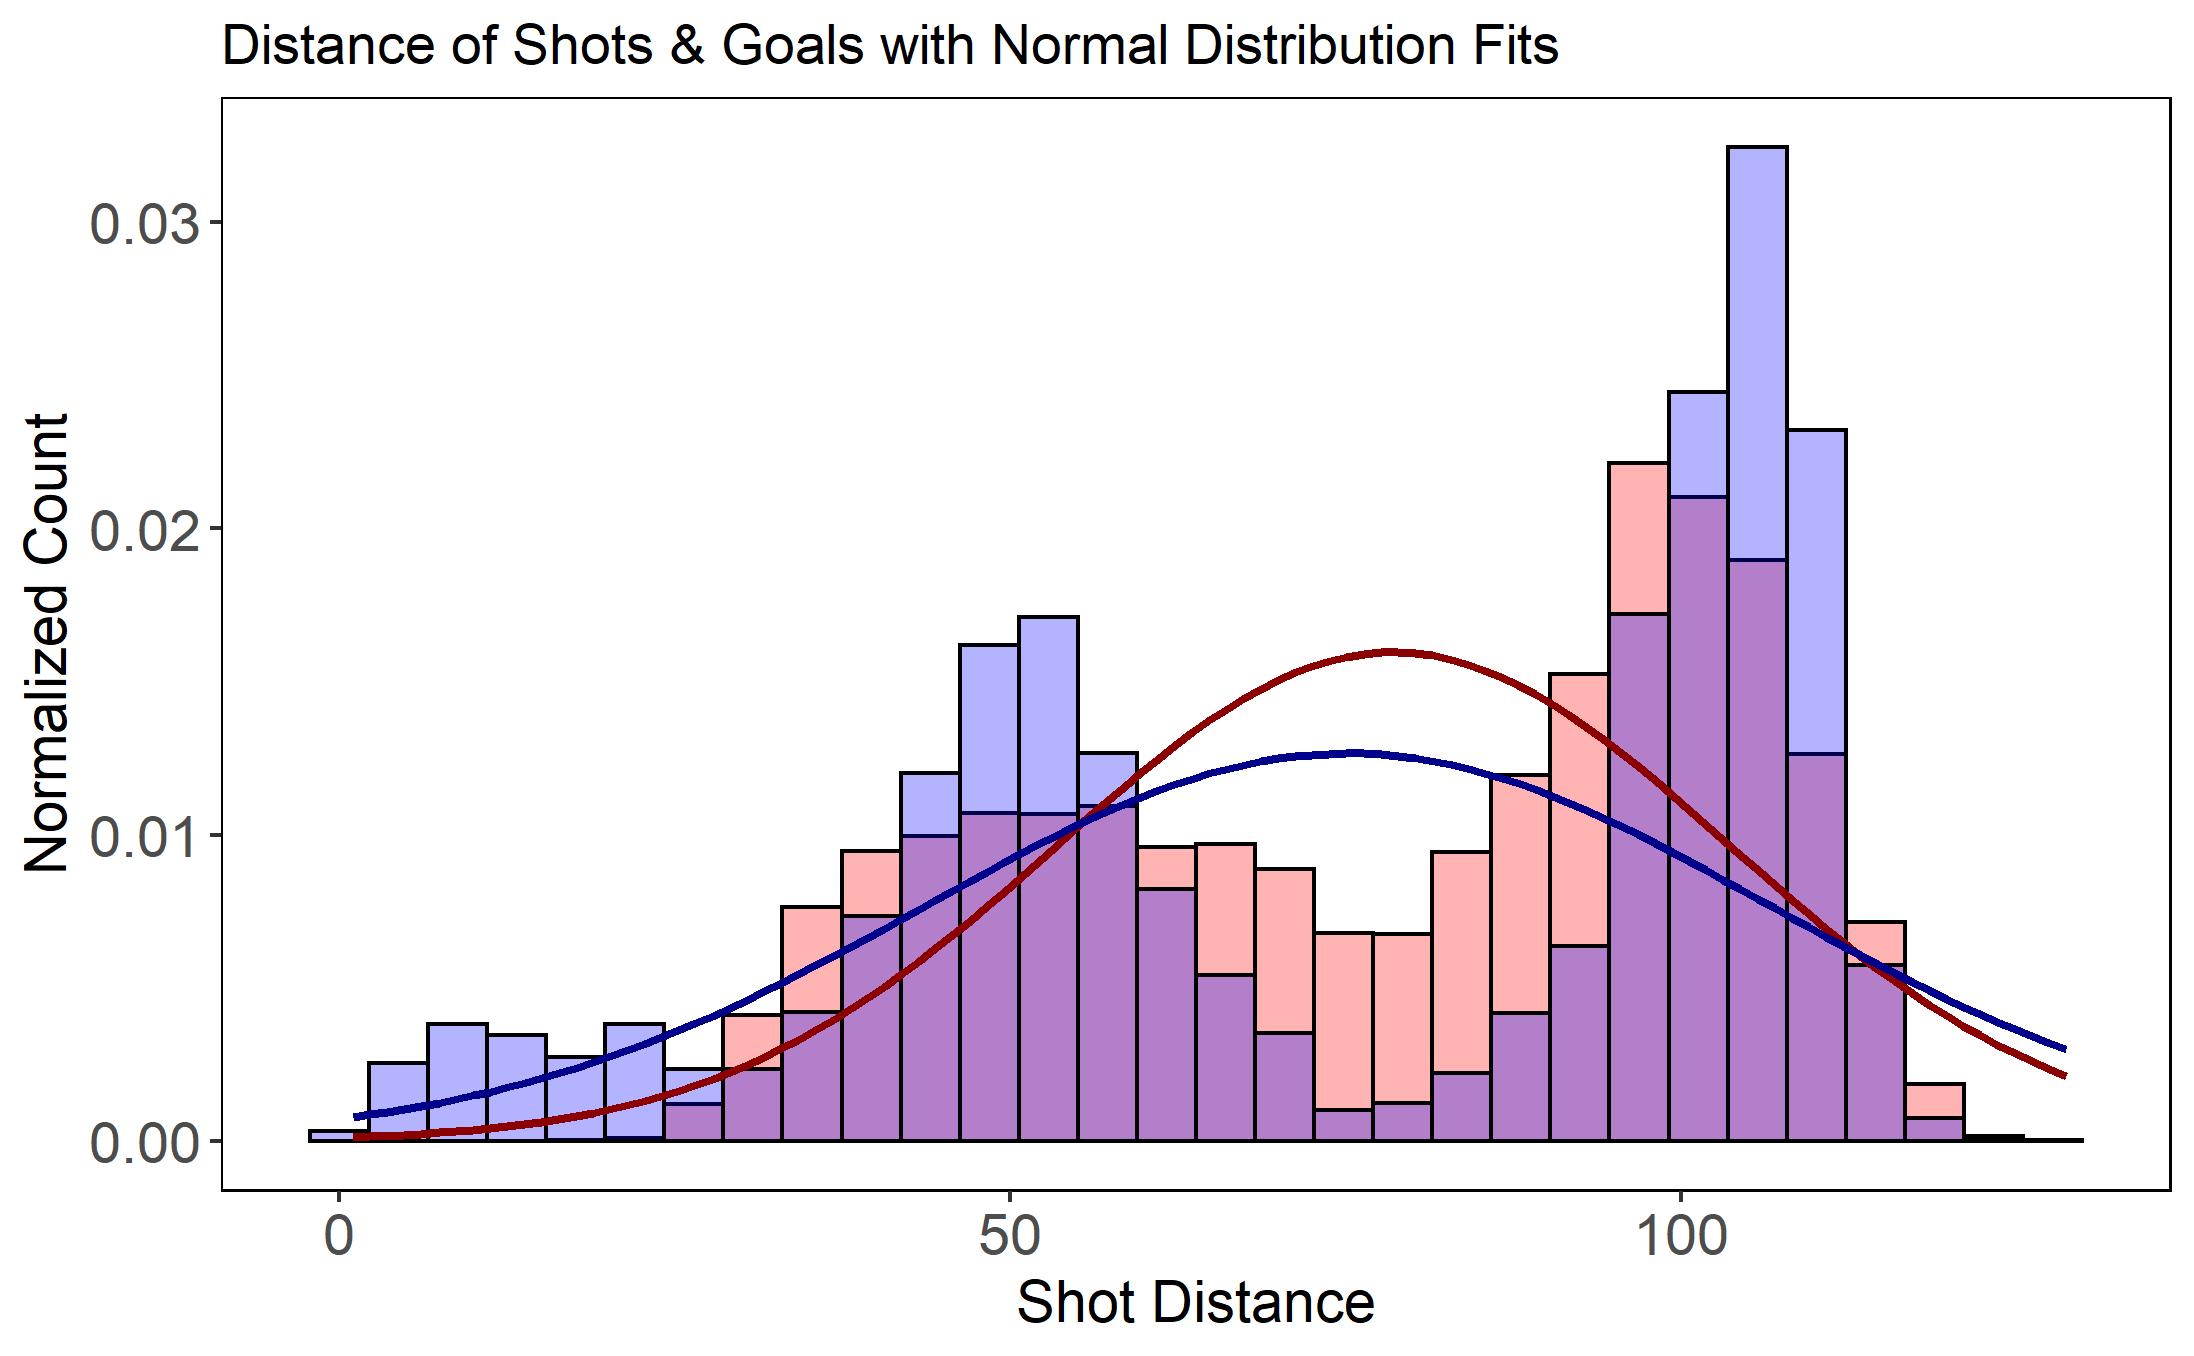 Distance of Shots & Goals with Normal Distribution Fits
Normalized Count
0.03
0.02
0.01
0.00
0
50
100
Shot Distance